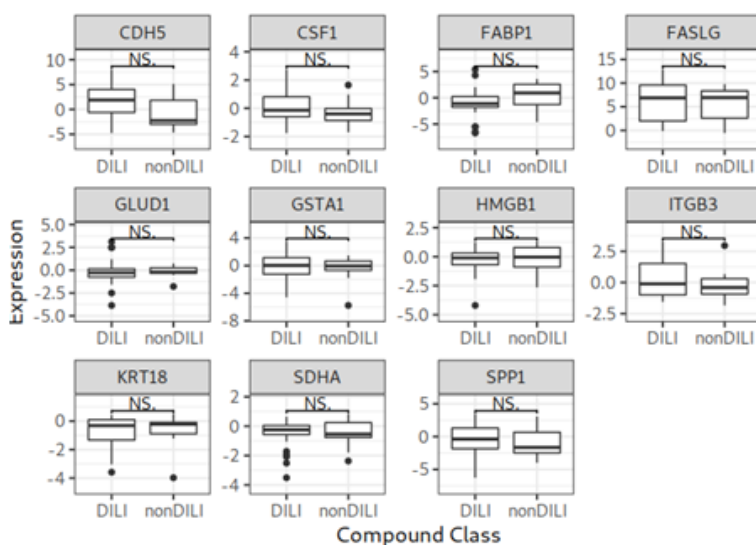 CDH5 CSF1 FABP1 FASLG
NS. NS. NS. NS.
10 5 0 -5
4 2 0 -2
5 0 -5
15 10 5 0
DILI nonDILI DILI nonDILI DILI nonDILI DILI nonDILI
GLUD1 GSTA1 HMGB1 ITGB3
NS. NS. NS. NS.
5.0 2.5 0.0 -2.5 -5.0
4 0 -4 -8
2.5 0.0 -2.5 -5.0
2.5 0.0 -2.5
DILI nonDILI DILI nonDILI DILI nonDILI DILI nonDILI
Expression
KRT18 SDHA SPP1
NS. NS. NS.
0 -2 -4
2 0 -2 -4
5 0 -5
DILI nonDILI DILI nonDILI DILI nonDILI
Compound Class